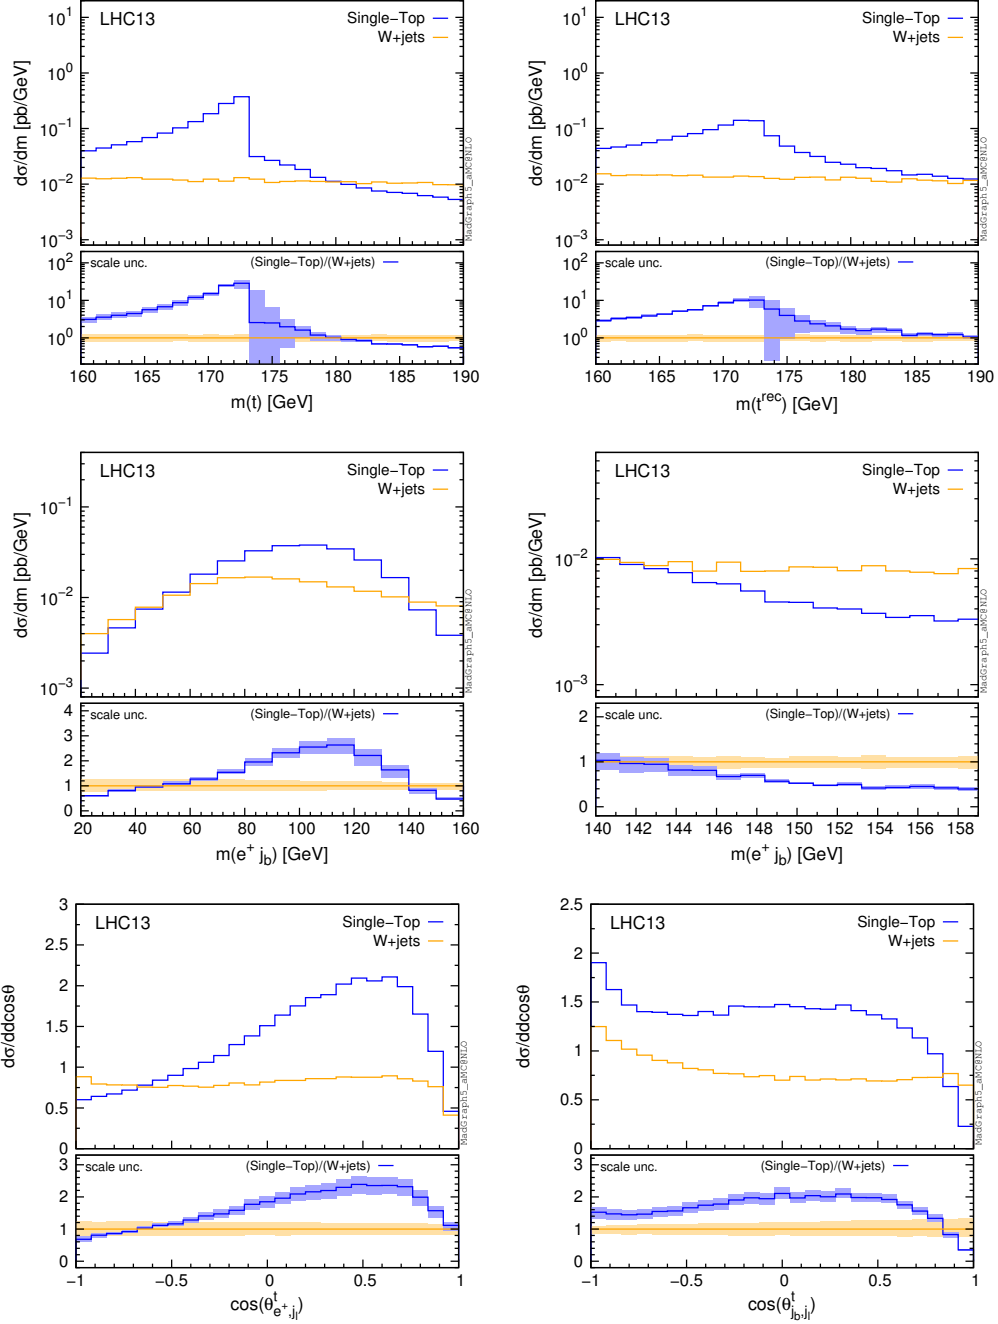 LHC13
Single−Top
W+jets
dσ/dm [pb/GeV]
10^1
10^0
10^−1
10^−2
10^−3
MadGraph5_aMC@NLO
scale unc.
(Single−Top)/(W+jets)
10^2
10^1
10^0
160 165 170 175 180 185 190
m(t) [GeV]
LHC13
Single−Top
W+jets
dσ/dm [pb/GeV]
10^1
10^0
10^−1
10^−2
10^−3
MadGraph5_aMC@NLO
scale unc.
(Single−Top)/(W+jets)
10^2
10^1
10^0
160 165 170 175 180 185 190
m(t^rec) [GeV]
LHC13
Single−Top
W+jets
dσ/dm [pb/GeV]
10^−1
10^−2
10^−3
MadGraph5_aMC@NLO
scale unc.
(Single−Top)/(W+jets)
4
3
2
1
0
20 40 60 80 100 120 140 160
m(e^+ j_b) [GeV]
LHC13
Single−Top
W+jets
dσ/dm [pb/GeV]
10^−2
10^−3
MadGraph5_aMC@NLO
scale unc.
(Single−Top)/(W+jets)
2
1
0
140 142 144 146 148 150 152 154 156 158
m(e^+ j_b) [GeV]
LHC13
Single−Top
W+jets
dσ/ddcosθ
3
2.5
2
1.5
1
0.5
0
MadGraph5_aMC@NLO
scale unc.
(Single−Top)/(W+jets)
3
2
1
0
−1 −0.5 0 0.5 1
cos(θ^t_e^+,j_l)
LHC13
Single−Top
W+jets
dσ/ddcosθ
2.5
2
1.5
1
0.5
0
MadGraph5_aMC@NLO
scale unc.
(Single−Top)/(W+jets)
3
2
1
0
−1 −0.5 0 0.5 1
cos(θ^t_j_b,j_l)